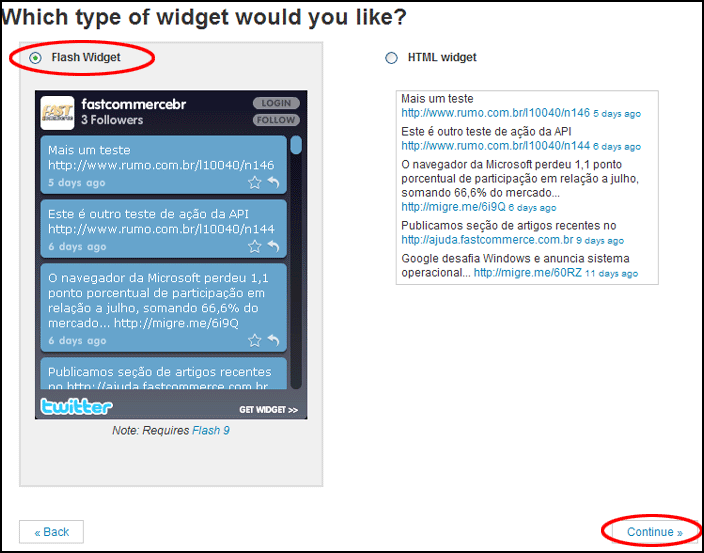 Which type of widget would you like?
Flash Widget
FAST
fastcommercebr
3 Followers
LOGIN
FOLLOW
Mais um teste
http://www.rumo.com.br/l10040/n146
5 days ago
Este é outro teste de ação da API
http://www.rumo.com.br/l10040/n144
6 days ago
O navegador da Microsoft perdeu 1,1
ponto porcentual de participação em
relação a julho, somando 66,6% do
mercado... http://migre.me/6i9Q
6 days ago
Publicamos seção de artigos recentes
no http://ajuda.fastcommerce.com.br
twitter
GET WIDGET >>
Note: Requires Flash 9
HTML widget
Mais um teste
http://www.rumo.com.br/l10040/n146 5 days ago
Este é outro teste de ação da API
http://www.rumo.com.br/l10040/n144 6 days ago
O navegador da Microsoft perdeu 1,1 ponto
porcentual de participação em relação a julho,
somando 66,6% do mercado...
http://migre.me/6i9Q 6 days ago
Publicamos seção de artigos recentes no
http://ajuda.fastcommerce.com.br 9 days ago
Google desafia Windows e anuncia sistema
operacional... http://migre.me/60RZ 11 days ago
« Back
Continue »